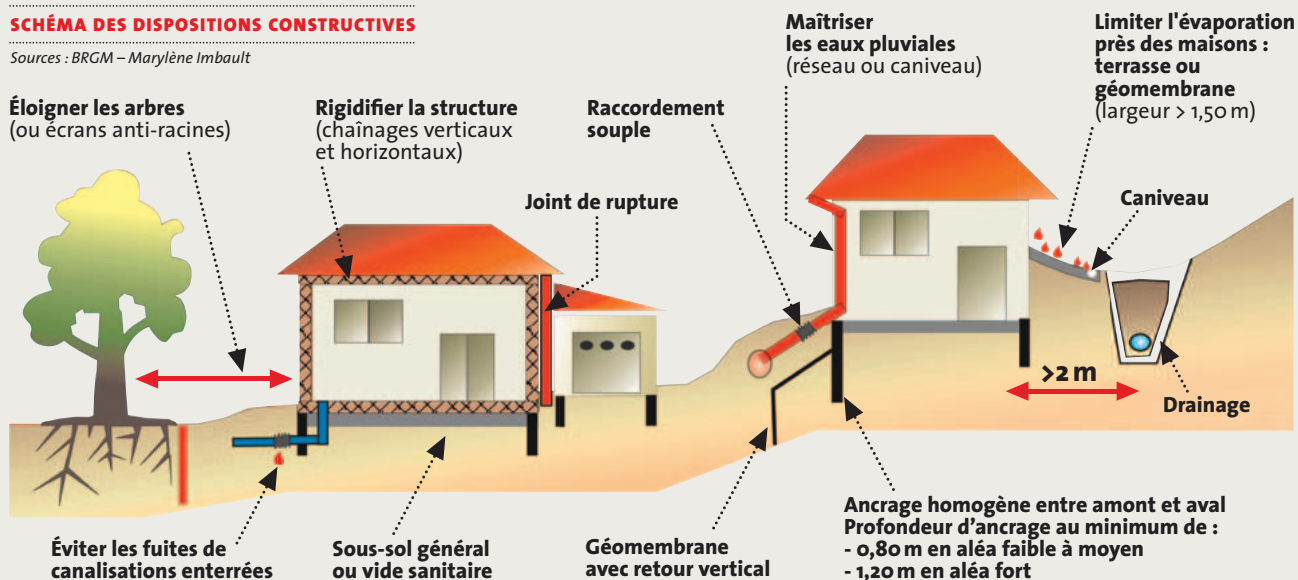 SCHÉMA DES DISPOSITIONS CONSTRUCTIVES
Sources : BRGM – Marylène Imbault
Éloigner les arbres
(ou écrans anti-racines)
Rigidifier la structure
(chaînages verticaux
et horizontaux)
Joint de rupture
Raccordement
souple
Maîtriser
les eaux pluviales
(réseau ou caniveau)
Limiter l'évaporation
près des maisons :
terrasse ou
géomembrane
(largeur > 1,50 m)
Caniveau
>2 m
Drainage
Éviter les fuites de
canalisations enterrées
Sous-sol général
ou vide sanitaire
Géomembrane
avec retour vertical
Ancrage homogène entre amont et aval
Profondeur d’ancrage au minimum de :
- 0,80 m en aléa faible à moyen
- 1,20 m en aléa fort